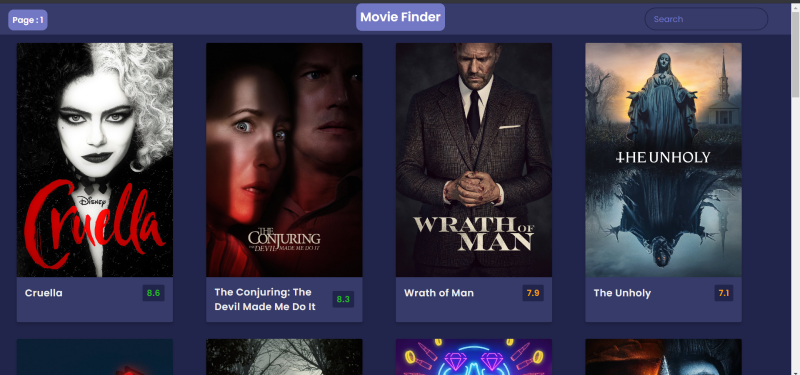 Page : 1
Movie Finder
Search
Disney
Cruella
THE
CONJURING
THE DEVIL MADE ME DO IT
WRATH OF
MAN
THE UNHOLY
Cruella
8.6
The Conjuring: The
Devil Made Me Do It
8.3
Wrath of Man
7.9
The Unholy
7.1